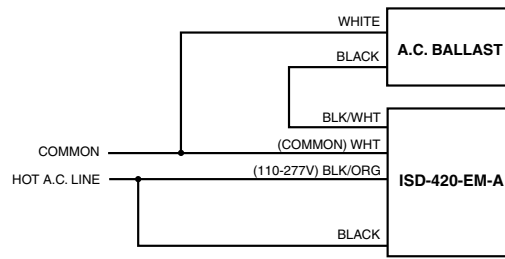 WHITE
A.C. BALLAST
BLACK
BLK/WHT
(COMMON) WHT
COMMON
(110-277V) BLK/ORG
HOT A.C. LINE
ISD-420-EM-A
BLACK